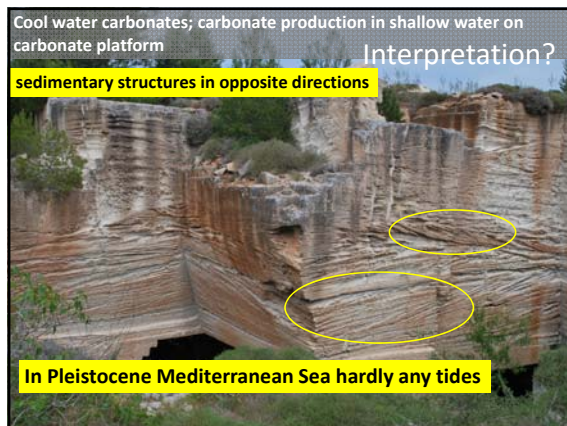 Cool water carbonates; carbonate production in shallow water on
carbonate platform
Interpretation?
sedimentary structures in opposite directions
In Pleistocene Mediterranean Sea hardly any tides